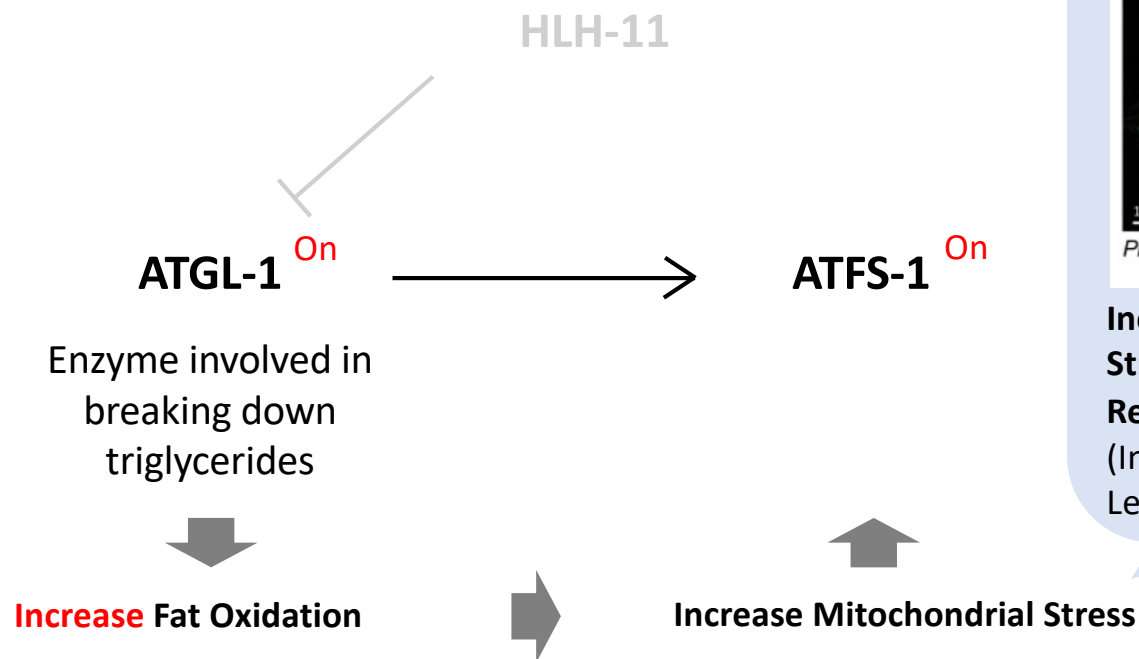 HLH-11
ATGL-1 On
ATFS-1 On
Enzyme involved in
breaking down
triglycerides
Increase Fat Oxidation
Increase Mitochondrial Stress